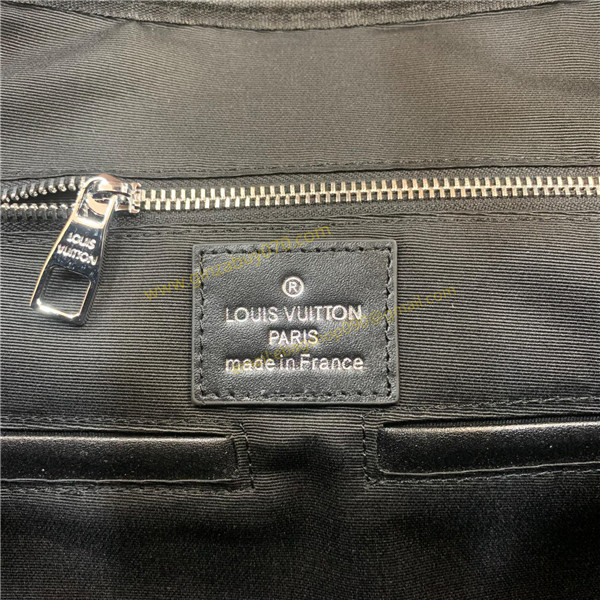 LOUIS
VUITTON
®
LOUIS VUITTON
PARIS
made in France